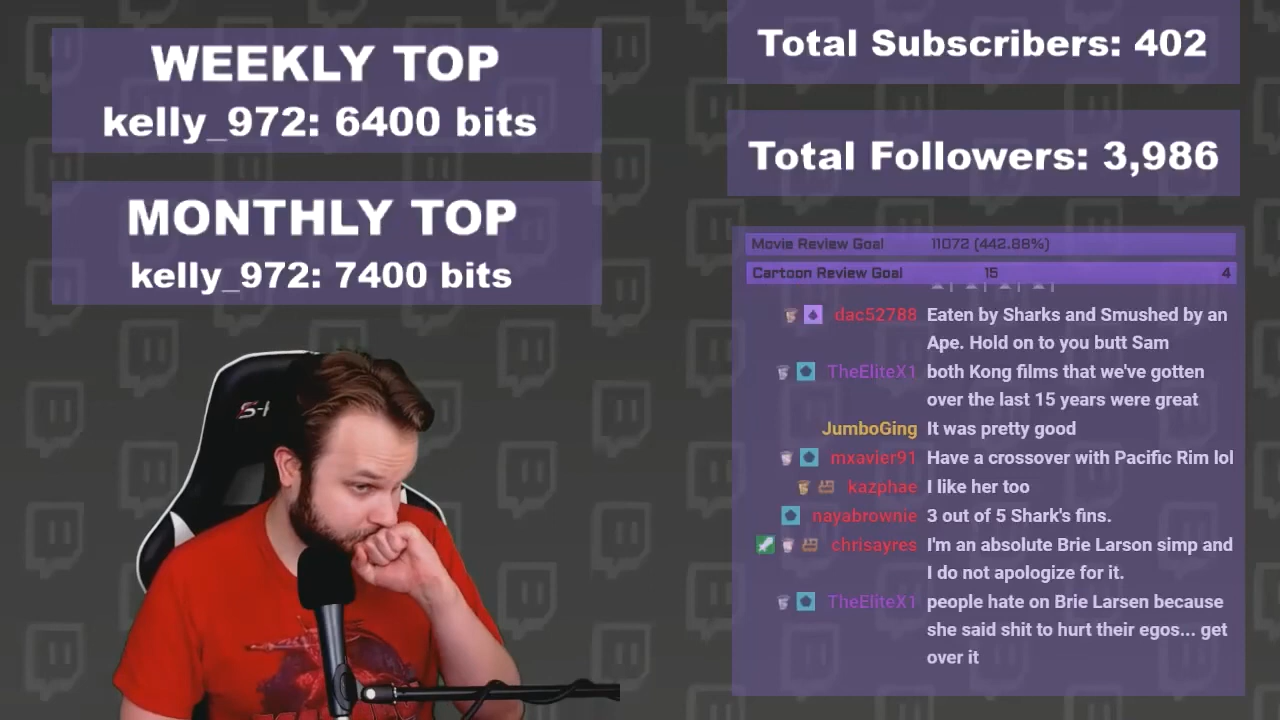 WEEKLY TOP
kelly_972: 6400 bits
MONTHLY TOP
kelly_972: 7400 bits
Total Subscribers: 402
Total Followers: 3,986
Movie Review Goal 11072 (442.88%)
Cartoon Review Goal 15 4
dac52788 Eaten by Sharks and Smushed by an
Ape. Hold on to you butt Sam
TheEliteX1 both Kong films that we've gotten
over the last 15 years were great
JumboGing It was pretty good
mxavier91 Have a crossover with Pacific Rim lol
kazphae I like her too
nayabrownie 3 out of 5 Shark's fins.
chrisayres I'm an absolute Brie Larson simp and
I do not apologize for it.
TheEliteX1 people hate on Brie Larsen because
she said shit to hurt their egos... get
over it